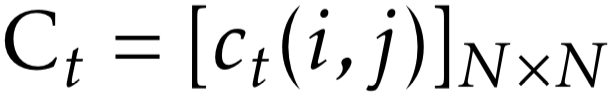 C_t = [c_t(i, j)]_{N×N}